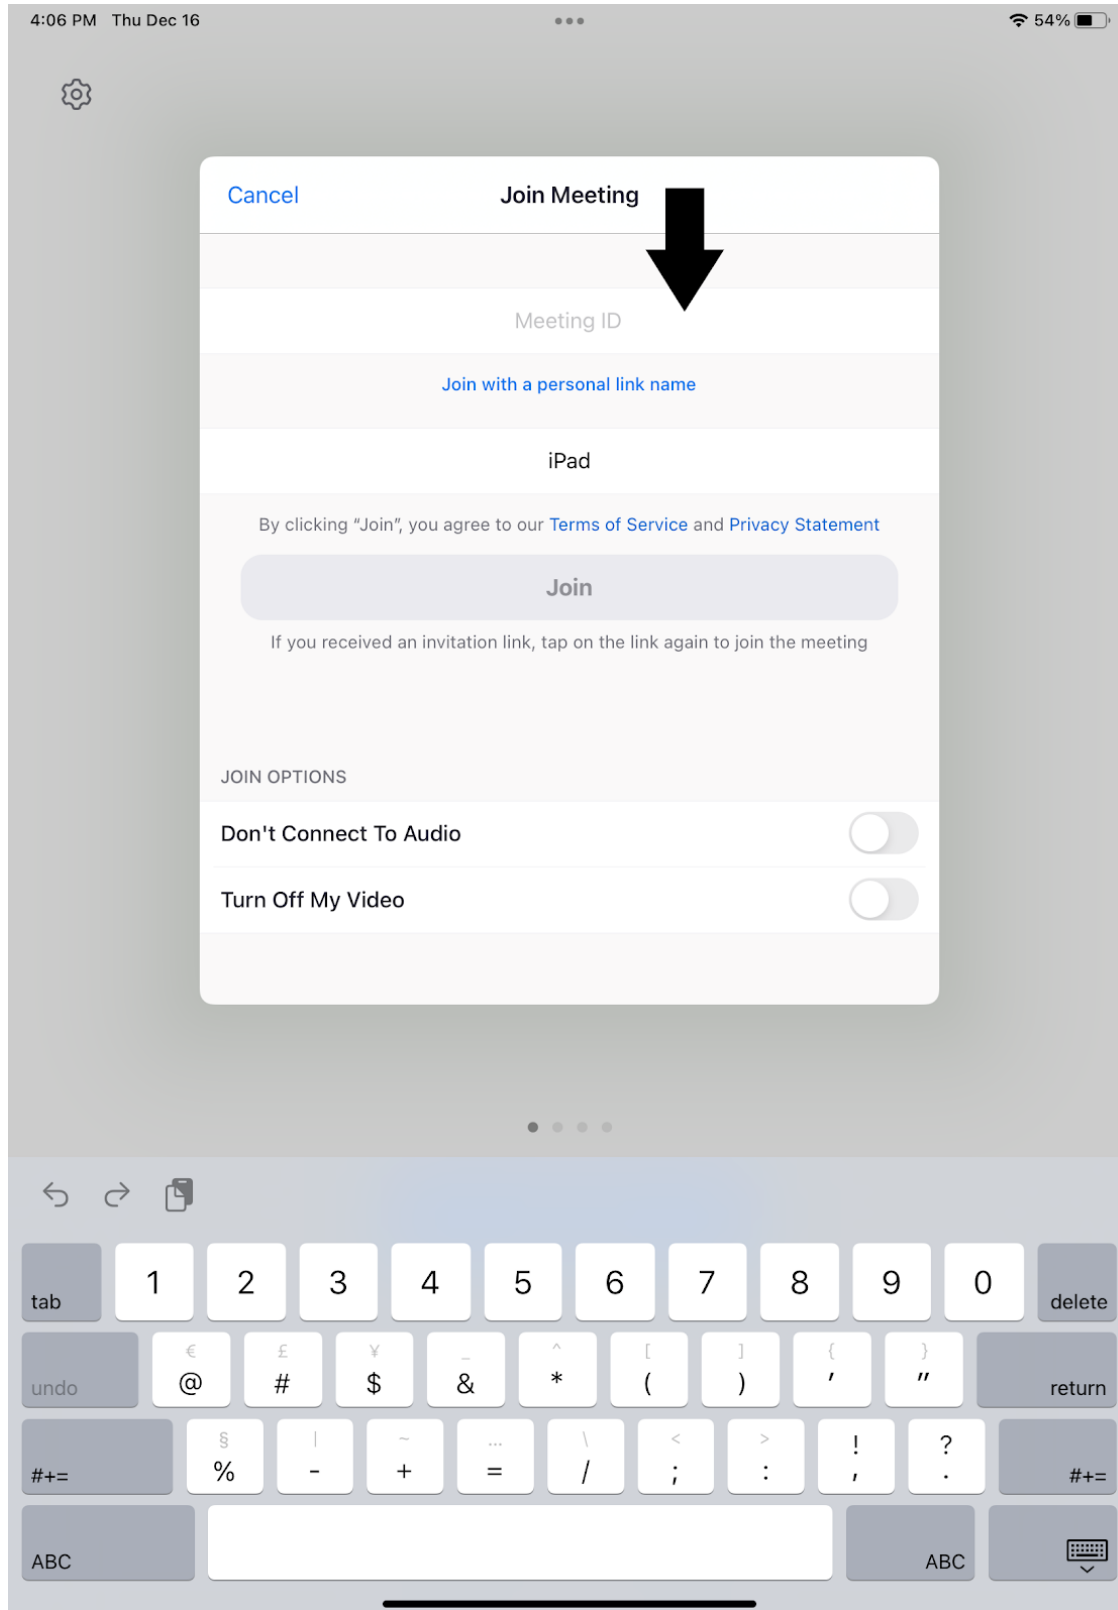 4:06 PM Thu Dec 16
54%
Cancel
Join Meeting
Meeting ID
Join with a personal link name
iPad
By clicking “Join”, you agree to our Terms of Service and Privacy Statement
Join
If you received an invitation link, tap on the link again to join the meeting
JOIN OPTIONS
Don't Connect To Audio
Turn Off My Video
tab 1 2 3 4 5 6 7 8 9 0 delete
€ £ ¥ _ ^ [ ] { }
undo @ # $ & * ( ) ' " return
§ | ~ … \ < > ! ?
#+= % - + = / ; : , . #+=
ABC ABC